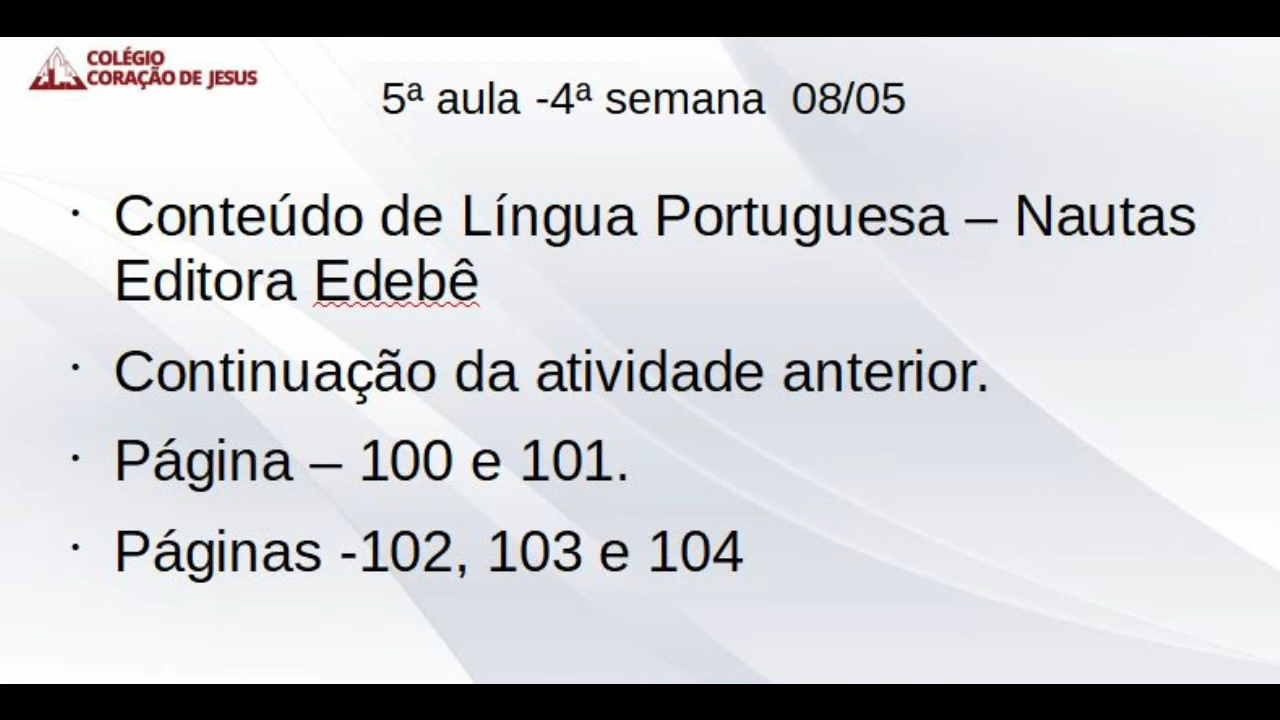 COLÉGIO
CORAÇÃO DE JESUS
5ª aula -4ª semana  08/05
· Conteúdo de Língua Portuguesa – Nautas
Editora Edebê
· Continuação da atividade anterior.
· Página – 100 e 101.
· Páginas -102, 103 e 104